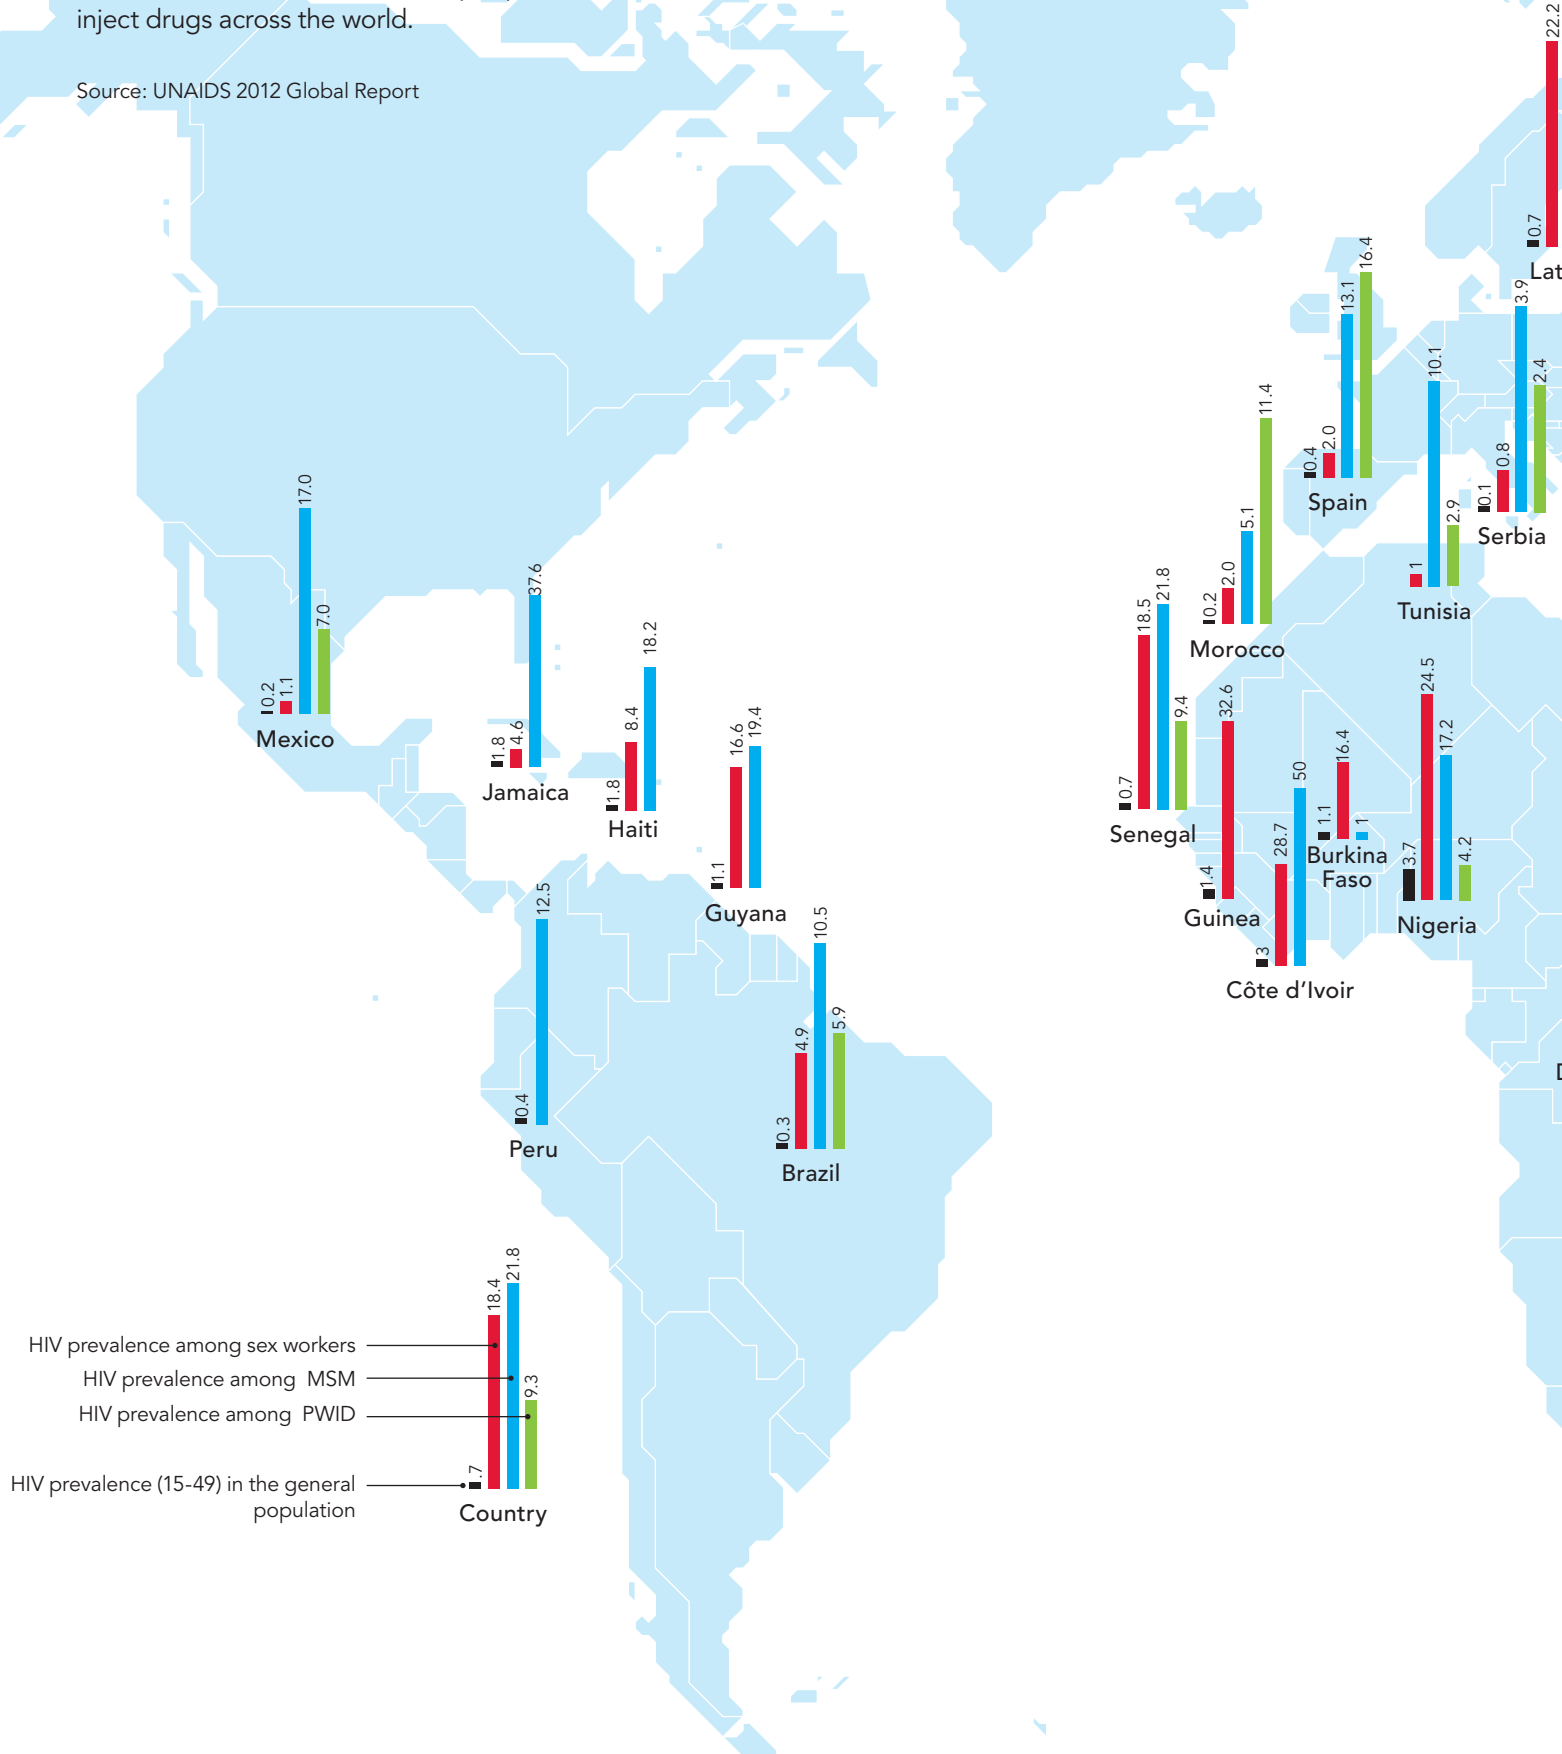 inject drugs across the world.
Source: UNAIDS 2012 Global Report
22.2
0.7
Lat
0.4
2.0
13.1
16.4
Spain
0.1
0.8
3.9
2.4
Serbia
1
10.1
2.9
Tunisia
0.2
2.0
5.1
11.4
Morocco
0.2
1.1
17.0
7.0
Mexico
1.8
4.6
37.6
Jamaica
1.8
8.4
18.2
Haiti
1.1
16.6
19.4
Guyana
0.7
18.5
21.8
9.4
Senegal
1.4
32.6
Guinea
3
28.7
50
Côte d’Ivoir
1.1
16.4
1
Burkina
Faso
3.7
24.5
17.2
4.2
Nigeria
0.4
12.5
Peru
0.3
4.9
10.5
5.9
Brazil
HIV prevalence among sex workers
HIV prevalence among MSM
HIV prevalence among PWID
HIV prevalence (15-49) in the general
population
.7
18.4
21.8
9.3
Country